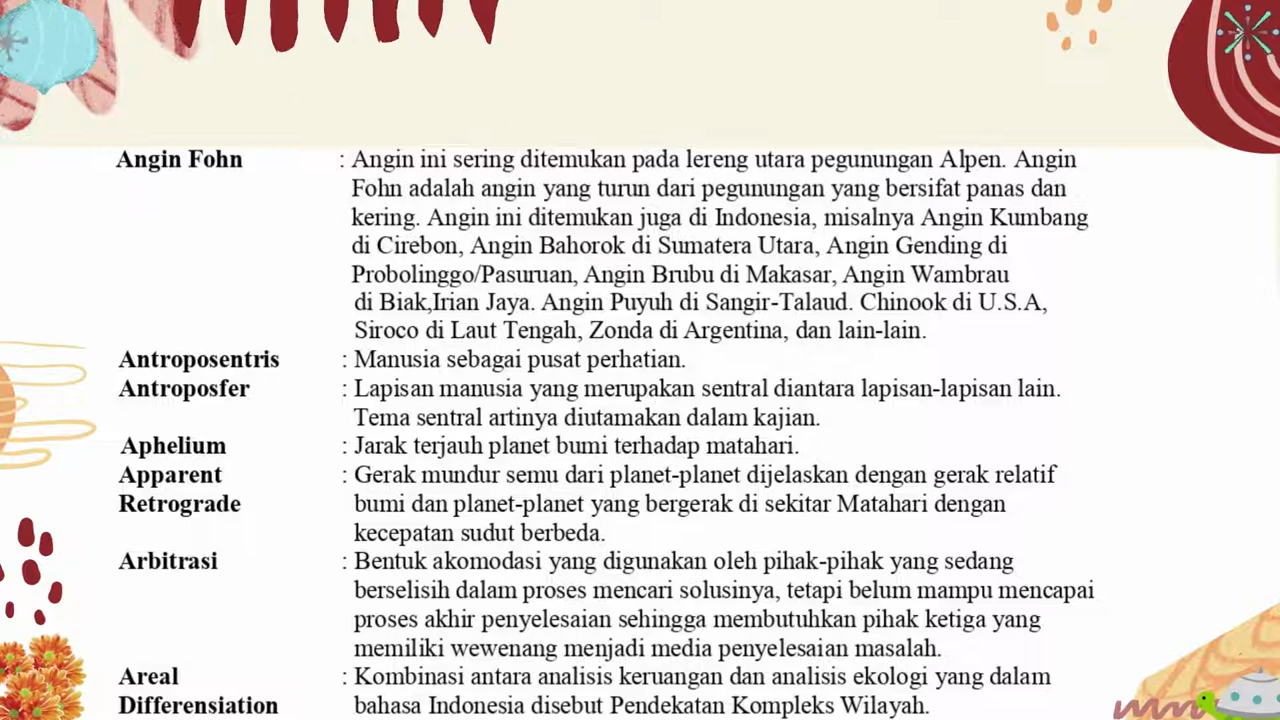 Angin Fohn : Angin ini sering ditemukan pada lereng utara pegunungan Alpen. Angin
Fohn adalah angin yang turun dari pegunungan yang bersifat panas dan
kering. Angin ini ditemukan juga di Indonesia, misalnya Angin Kumbang
di Cirebon, Angin Bahorok di Sumatera Utara, Angin Gending di
Probolinggo/Pasuruan, Angin Brubu di Makasar, Angin Wambrau
di Biak,Irian Jaya. Angin Puyuh di Sangir-Talaud. Chinook di U.S.A,
Siroco di Laut Tengah, Zonda di Argentina, dan lain-lain.
Antroposentris : Manusia sebagai pusat perhatian.
Antroposfer : Lapisan manusia yang merupakan sentral diantara lapisan-lapisan lain.
Tema sentral artinya diutamakan dalam kajian.
Aphelium : Jarak terjauh planet bumi terhadap matahari.
Apparent : Gerak mundur semu dari planet-planet dijelaskan dengan gerak relatif
Retrograde bumi dan planet-planet yang bergerak di sekitar Matahari dengan
kecepatan sudut berbeda.
Arbitrasi : Bentuk akomodasi yang digunakan oleh pihak-pihak yang sedang
berselisih dalam proses mencari solusinya, tetapi belum mampu mencapai
proses akhir penyelesaian sehingga membutuhkan pihak ketiga yang
memiliki wewenang menjadi media penyelesaian masalah.
Areal : Kombinasi antara analisis keruangan dan analisis ekologi yang dalam
Differensiation bahasa Indonesia disebut Pendekatan Kompleks Wilayah.